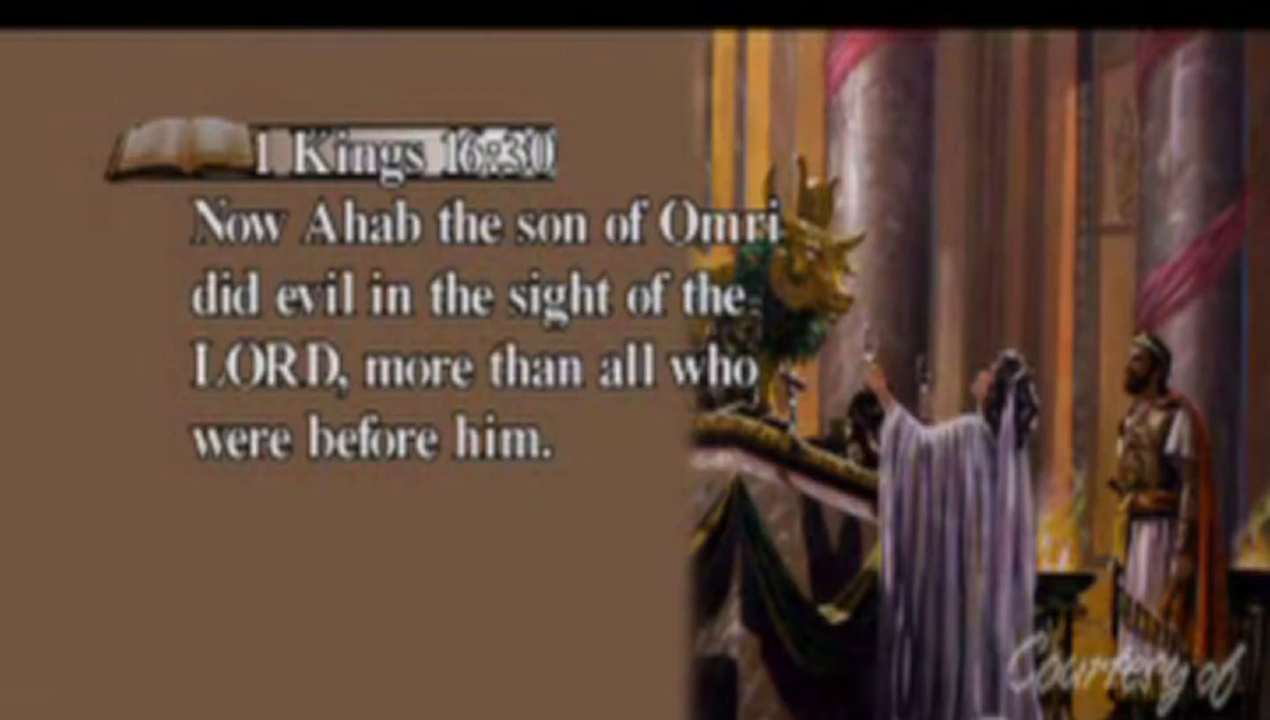 1 Kings 16:30
Now Ahab the son of Omri
did evil in the sight of the
LORD, more than all who
were before him.
Courtesy of